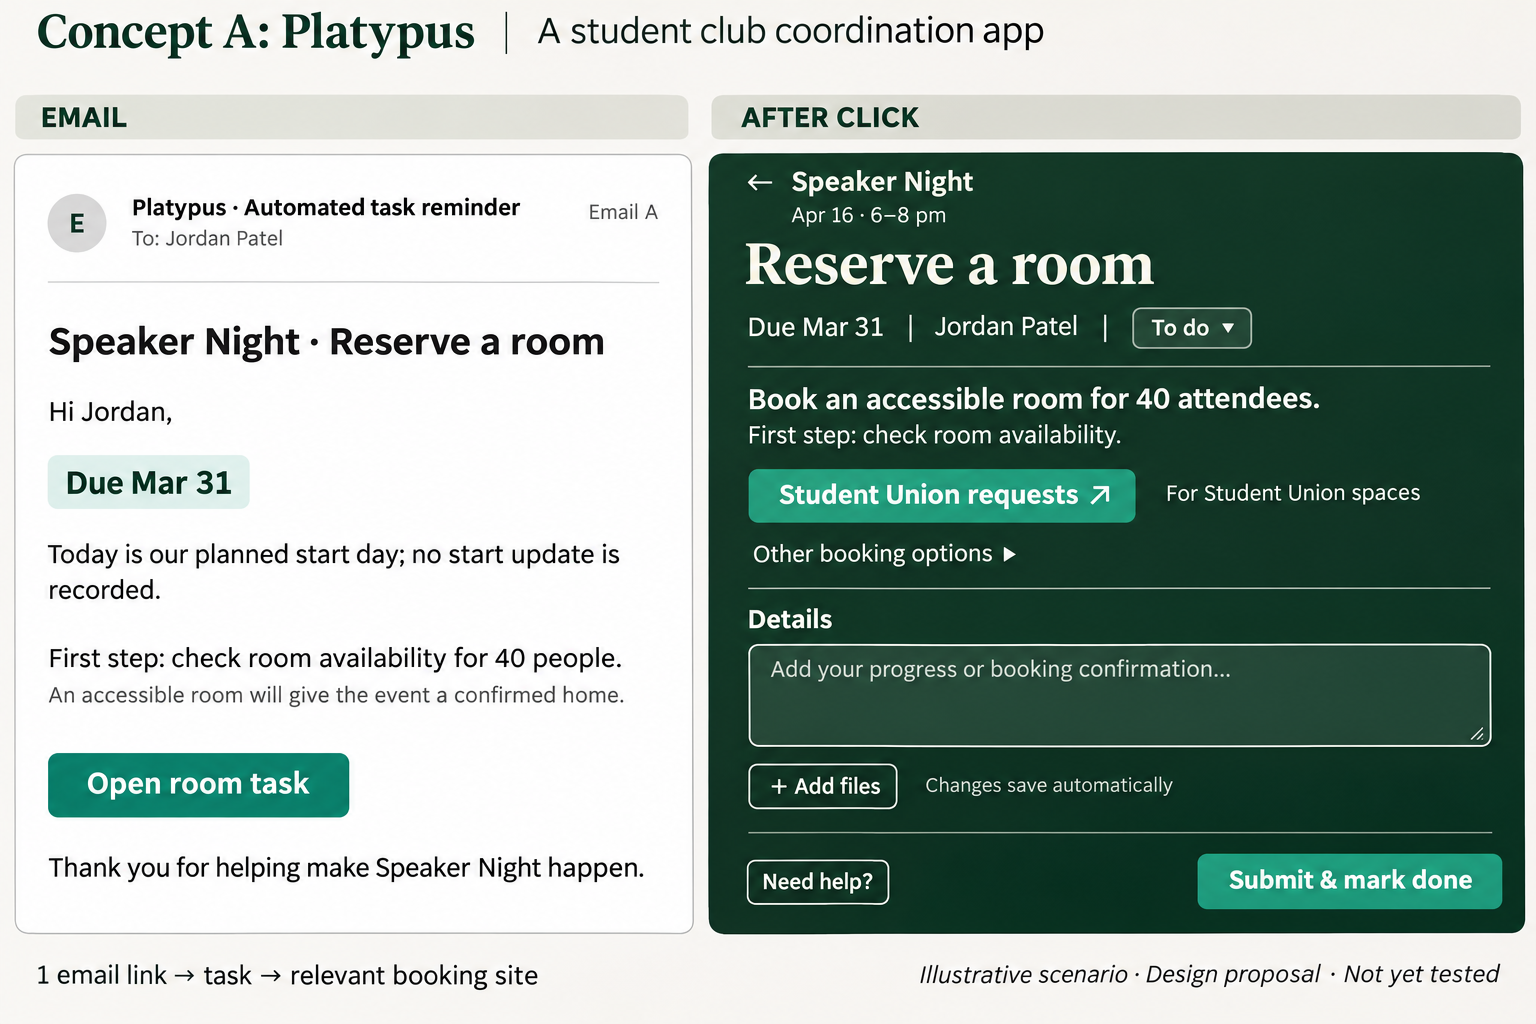 Concept A: Platypus | A student club coordination app
EMAIL
E
Platypus · Automated task reminder
Email A
To: Jordan Patel
Speaker Night · Reserve a room
Hi Jordan,
Due Mar 31
Today is our planned start day; no start update is
recorded.
First step: check room availability for 40 people.
An accessible room will give the event a confirmed home.
Open room task
Thank you for helping make Speaker Night happen.
AFTER CLICK
← Speaker Night
Apr 16 · 6–8 pm
Reserve a room
Due Mar 31 | Jordan Patel | To do ▼
Book an accessible room for 40 attendees.
First step: check room availability.
Student Union requests ↗ For Student Union spaces
Other booking options ▶
Details
Add your progress or booking confirmation...
+ Add files Changes save automatically
Need help? Submit & mark done
1 email link → task → relevant booking site
Illustrative scenario · Design proposal · Not yet tested